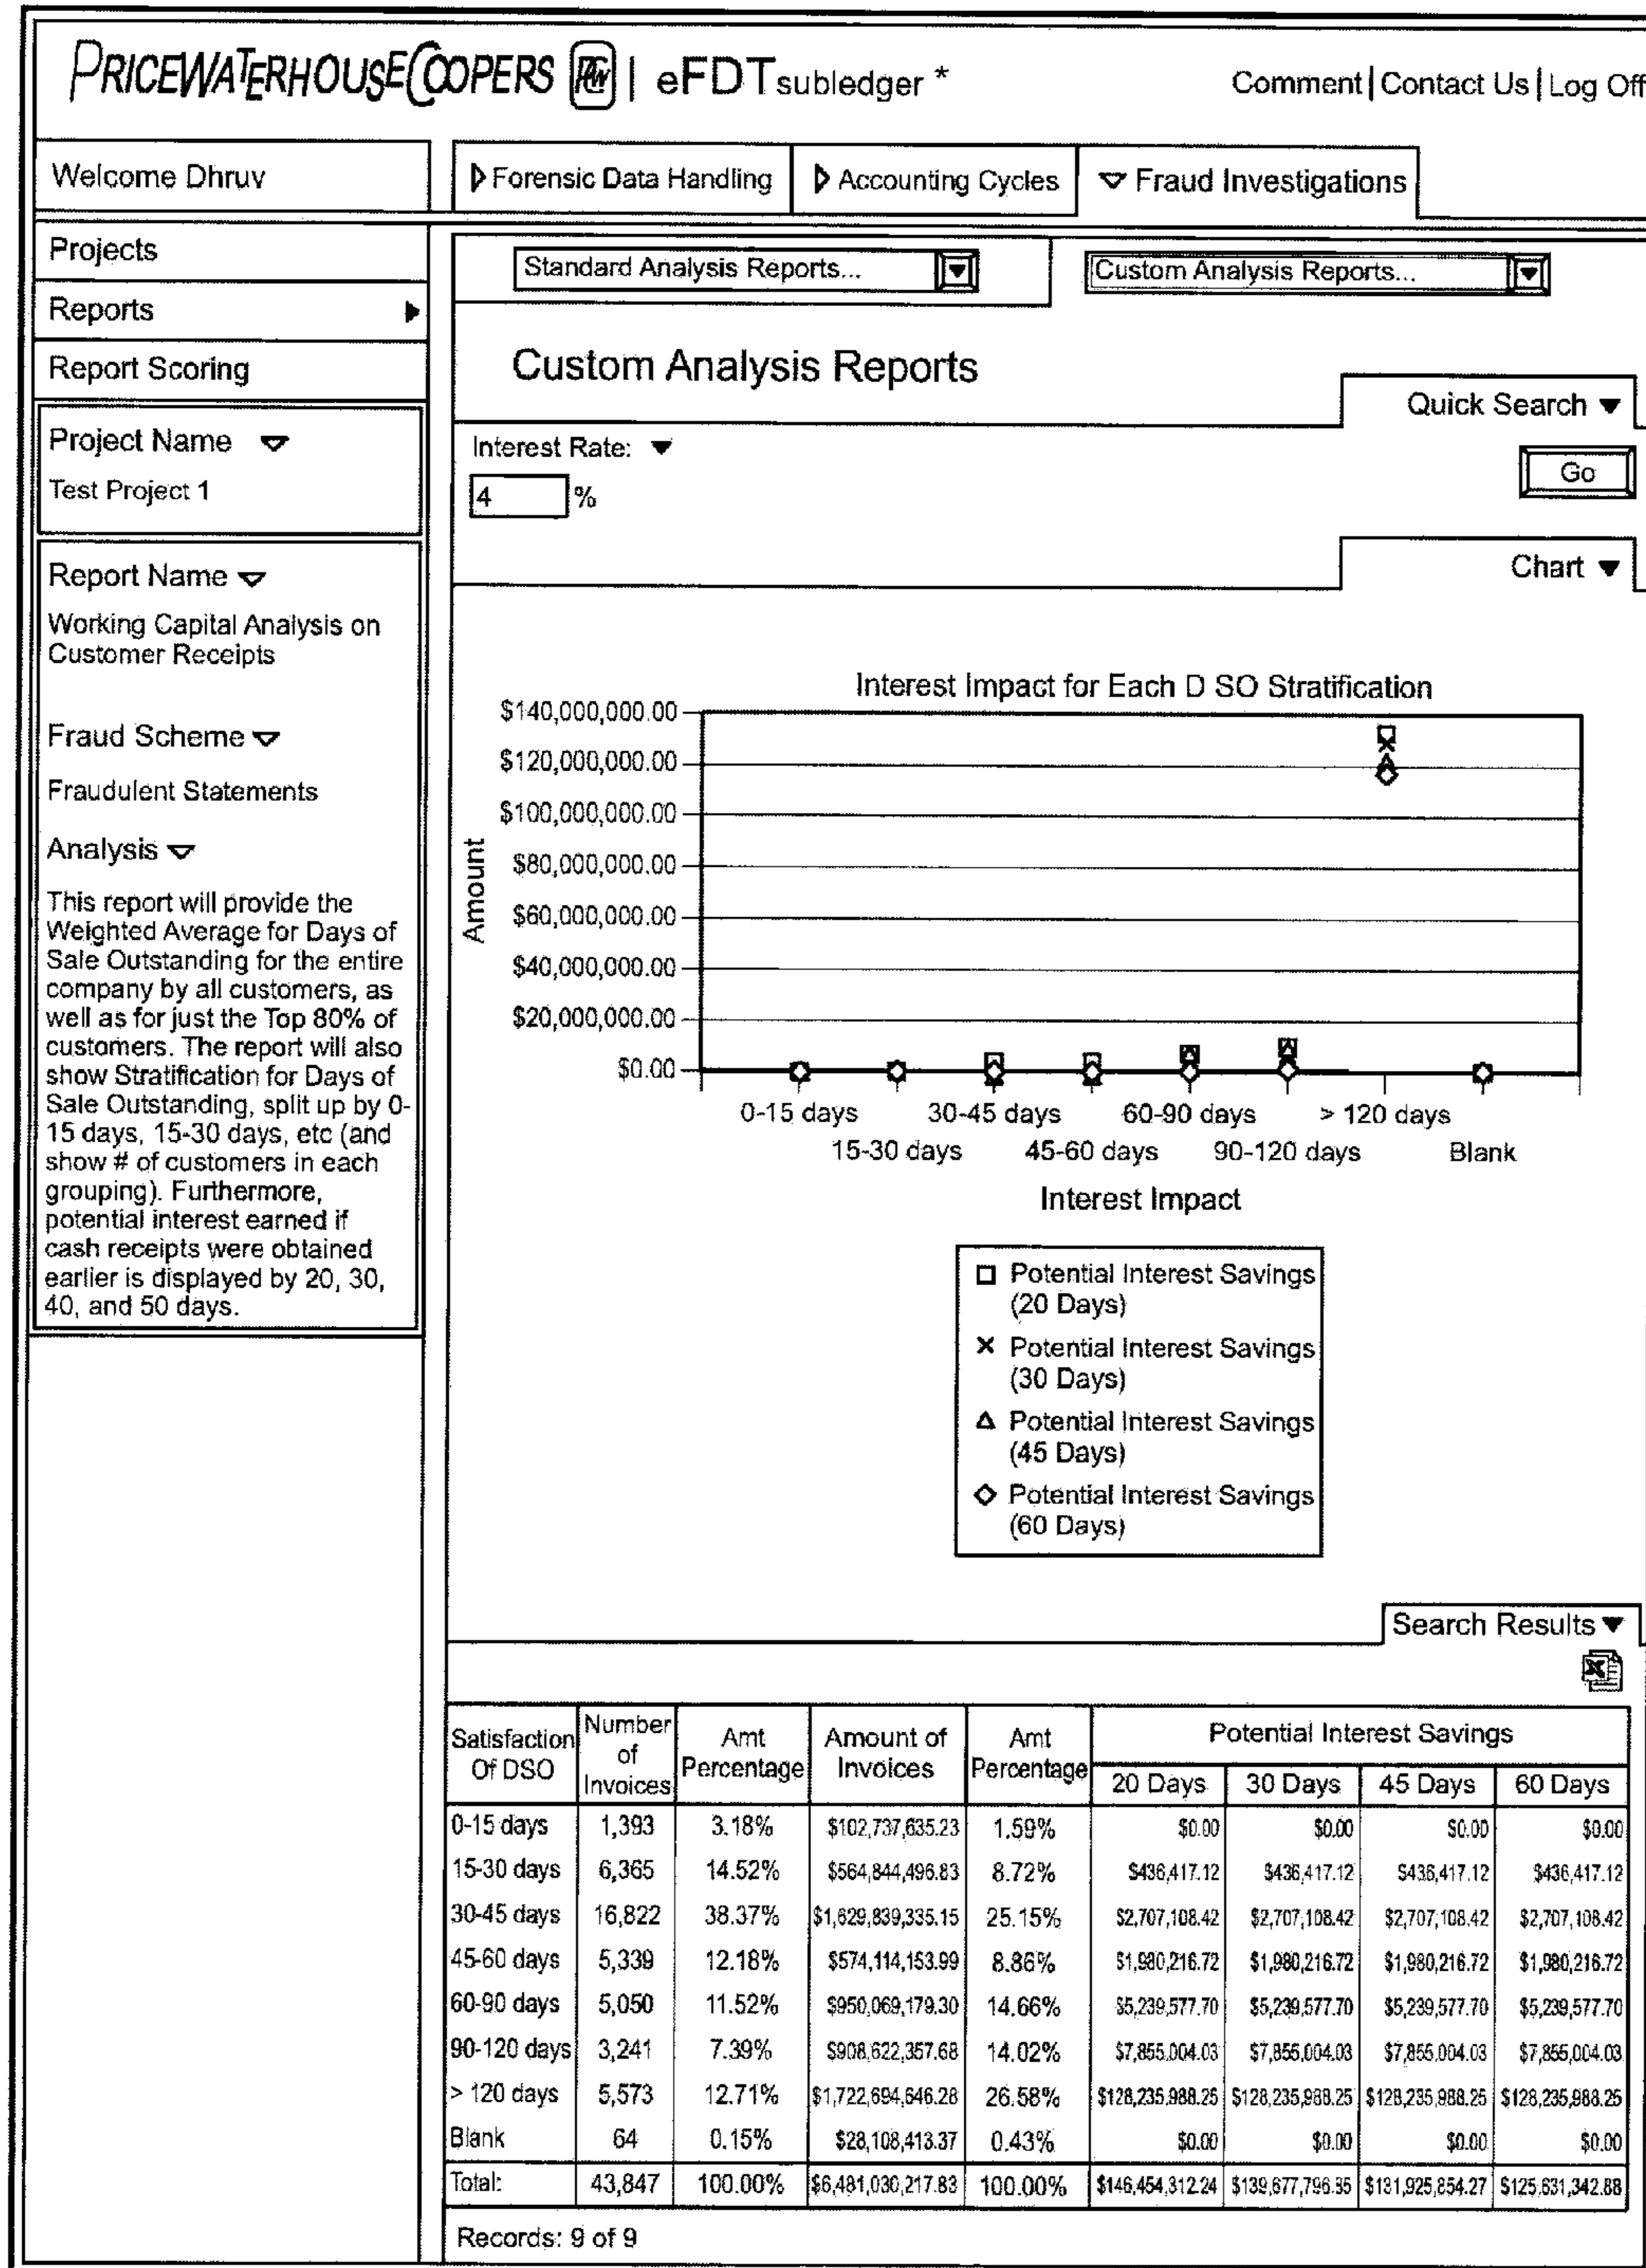 PRICEWATERHOUSECOOPERS PwC | eFDTsubledger *
Comment|Contact Us|Log Off
Welcome Dhruv
Forensic Data Handling
Accounting Cycles
Fraud Investigations
Projects
Reports
Report Scoring
Project Name
Test Project 1
Report Name
Working Capital Analysis on
Customer Receipts
Fraud Scheme
Fraudulent Statements
Analysis
This report will provide the
Weighted Average for Days of
Sale Outstanding for the entire
company by all customers, as
well as for just the Top 80% of
customers. The report will also
show Stratification for Days of
Sale Outstanding, split up by 0-
15 days, 15-30 days, etc (and
show # of customers in each
grouping). Furthermore,
potential interest earned if
cash receipts were obtained
earlier is displayed by 20, 30,
40, and 50 days.
Standard Analysis Reports...
Custom Analysis Reports...
Custom Analysis Reports
Quick Search
Interest Rate:
4 %
Go
Chart
Interest Impact for Each D SO Stratification
Amount
$140,000,000.00
$120,000,000.00
$100,000,000.00
$80,000,000.00
$60,000,000.00
$40,000,000.00
$20,000,000.00
$0.00
0-15 days 30-45 days 60-90 days > 120 days
15-30 days 45-60 days 90-120 days Blank
Interest Impact
Potential Interest Savings
(20 Days)
Potential Interest Savings
(30 Days)
Potential Interest Savings
(45 Days)
Potential Interest Savings
(60 Days)
Search Results
Satisfaction Of DSO | Number of Invoices | Amt Percentage | Amount of Invoices | Amt Percentage | Potential Interest Savings
20 Days 30 Days 45 Days 60 Days
0-15 days 1,393 3.18% $102,737,635.23 1.59% $0.00 $0.00 $0.00 $0.00
15-30 days 6,365 14.52% $564,844,496.83 8.72% $436,417.12 $436,417.12 $436,417.12 $436,417.12
30-45 days 16,822 38.37% $1,629,839,335.15 25.15% $2,707,108.42 $2,707,108.42 $2,707,108.42 $2,707,108.42
45-60 days 5,339 12.18% $574,114,153.99 8.86% $1,980,216.72 $1,980,216.72 $1,980,216.72 $1,980,216.72
60-90 days 5,050 11.52% $950,069,179.30 14.66% $5,239,577.70 $5,239,577.70 $5,239,577.70 $5,239,577.70
90-120 days 3,241 7.39% $908,622,357.68 14.02% $7,855,004.03 $7,855,004.03 $7,855,004.03 $7,855,004.03
> 120 days 5,573 12.71% $1,722,694,646.28 26.58% $128,235,988.25 $128,235,988.25 $128,235,988.25 $128,235,988.25
Blank 64 0.15% $28,108,413.37 0.43% $0.00 $0.00 $0.00 $0.00
Total: 43,847 100.00% $6,481,030,217.83 100.00% $146,454,312.24 $139,677,796.35 $131,925,854.27 $125,631,342.88
Records: 9 of 9